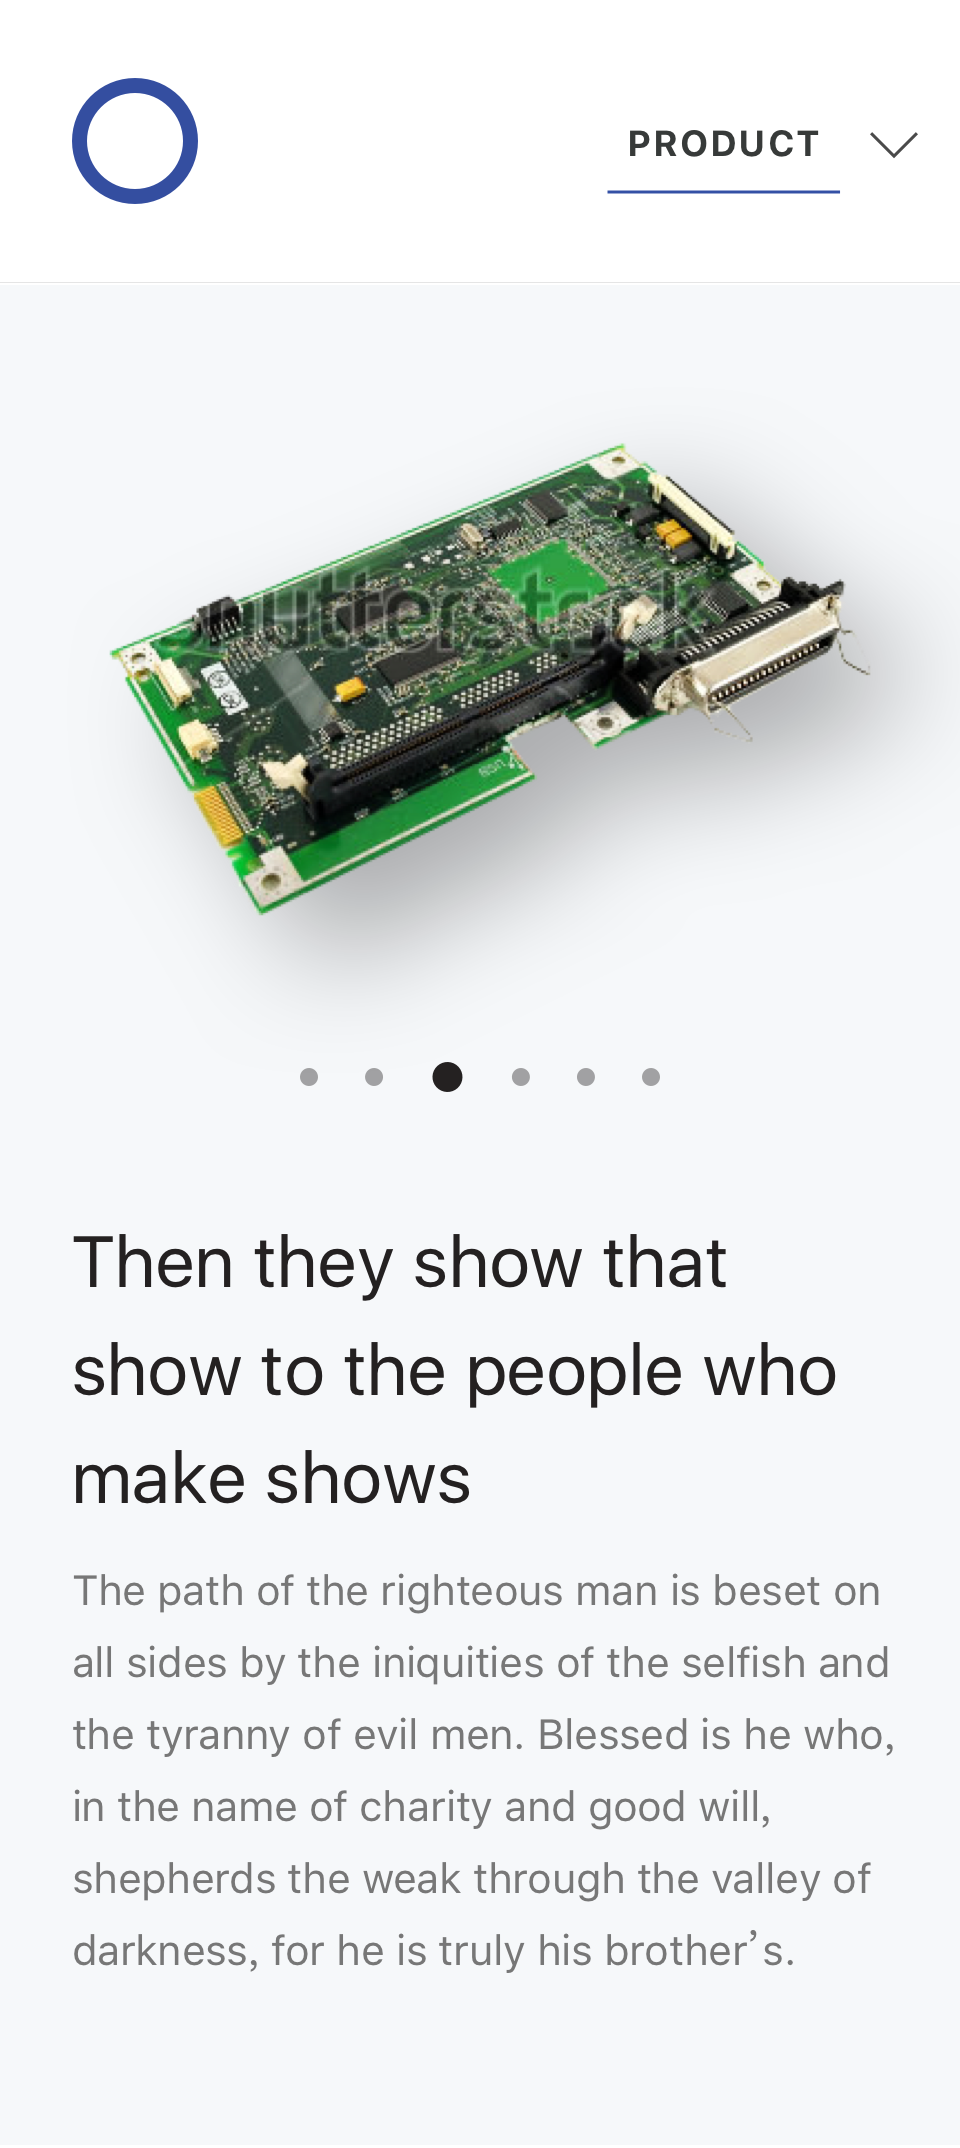 PRODUCT
shutterstock
Then they show that
show to the people who
make shows
The path of the righteous man is beset on
all sides by the iniquities of the selfish and
the tyranny of evil men. Blessed is he who,
in the name of charity and good will,
shepherds the weak through the valley of
darkness, for he is truly his brother’s.